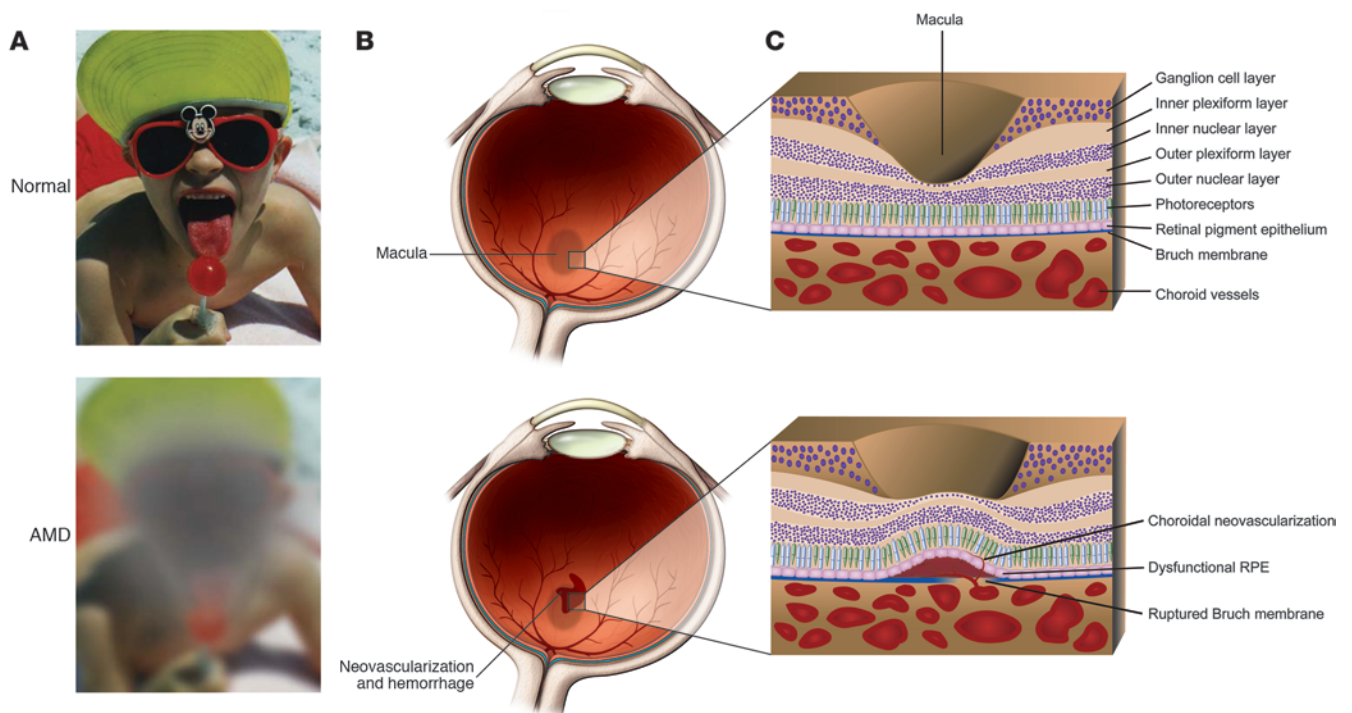 A
B
C
Macula
Normal
Macula
Ganglion cell layer
Inner plexiform layer
Inner nuclear layer
Outer plexiform layer
Outer nuclear layer
Photoreceptors
Retinal pigment epithelium
Bruch membrane
Choroid vessels
AMD
Neovascularization
and hemorrhage
Choroidal neovascularization
Dysfunctional RPE
Ruptured Bruch membrane